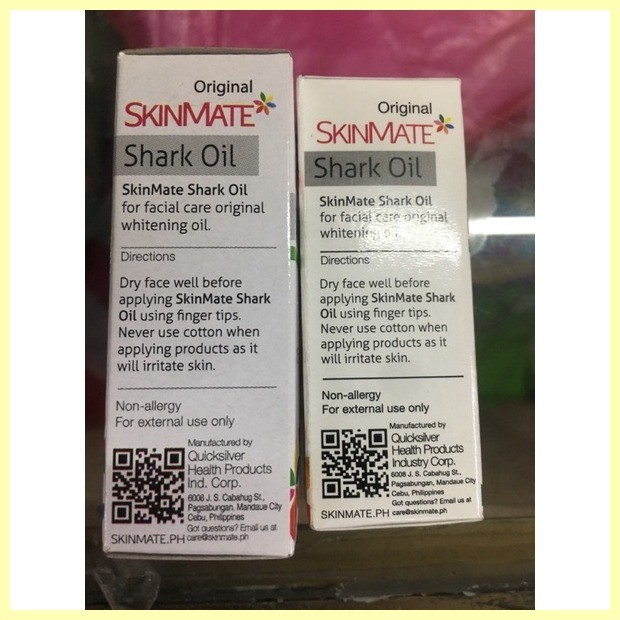 Original
SKINMATE
Shark Oil
SkinMate Shark Oil
for facial care original
whitening oil.
Directions
Dry face well before
applying SkinMate Shark
Oil using finger tips.
Never use cotton when
applying products as it
will irritate skin.
Non-allergy
For external use only
Manufactured by
Quicksilver
Health Products
Ind. Corp.
6008 J. S. Cabahug St.,
Pagsabungan, Mandaue City
Cebu, Philippines
Got questions? Email us at
SKINMATE.PH care@skinmate.ph
Original
SKINMATE
Shark Oil
SkinMate Shark Oil
for facial care original
whitening oil.
Directions
Dry face well before
applying SkinMate Shark
Oil using finger tips.
Never use cotton when
applying products as it
will irritate skin.
Non-allergy
For external use only
Manufactured by
Quicksilver
Health Products
Industry Corp.
6008 J. S. Cabahug St.,
Pagsabungan, Mandaue City
Cebu, Philippines
Got questions? Email us at
SKINMATE.PH care@skinmate.ph